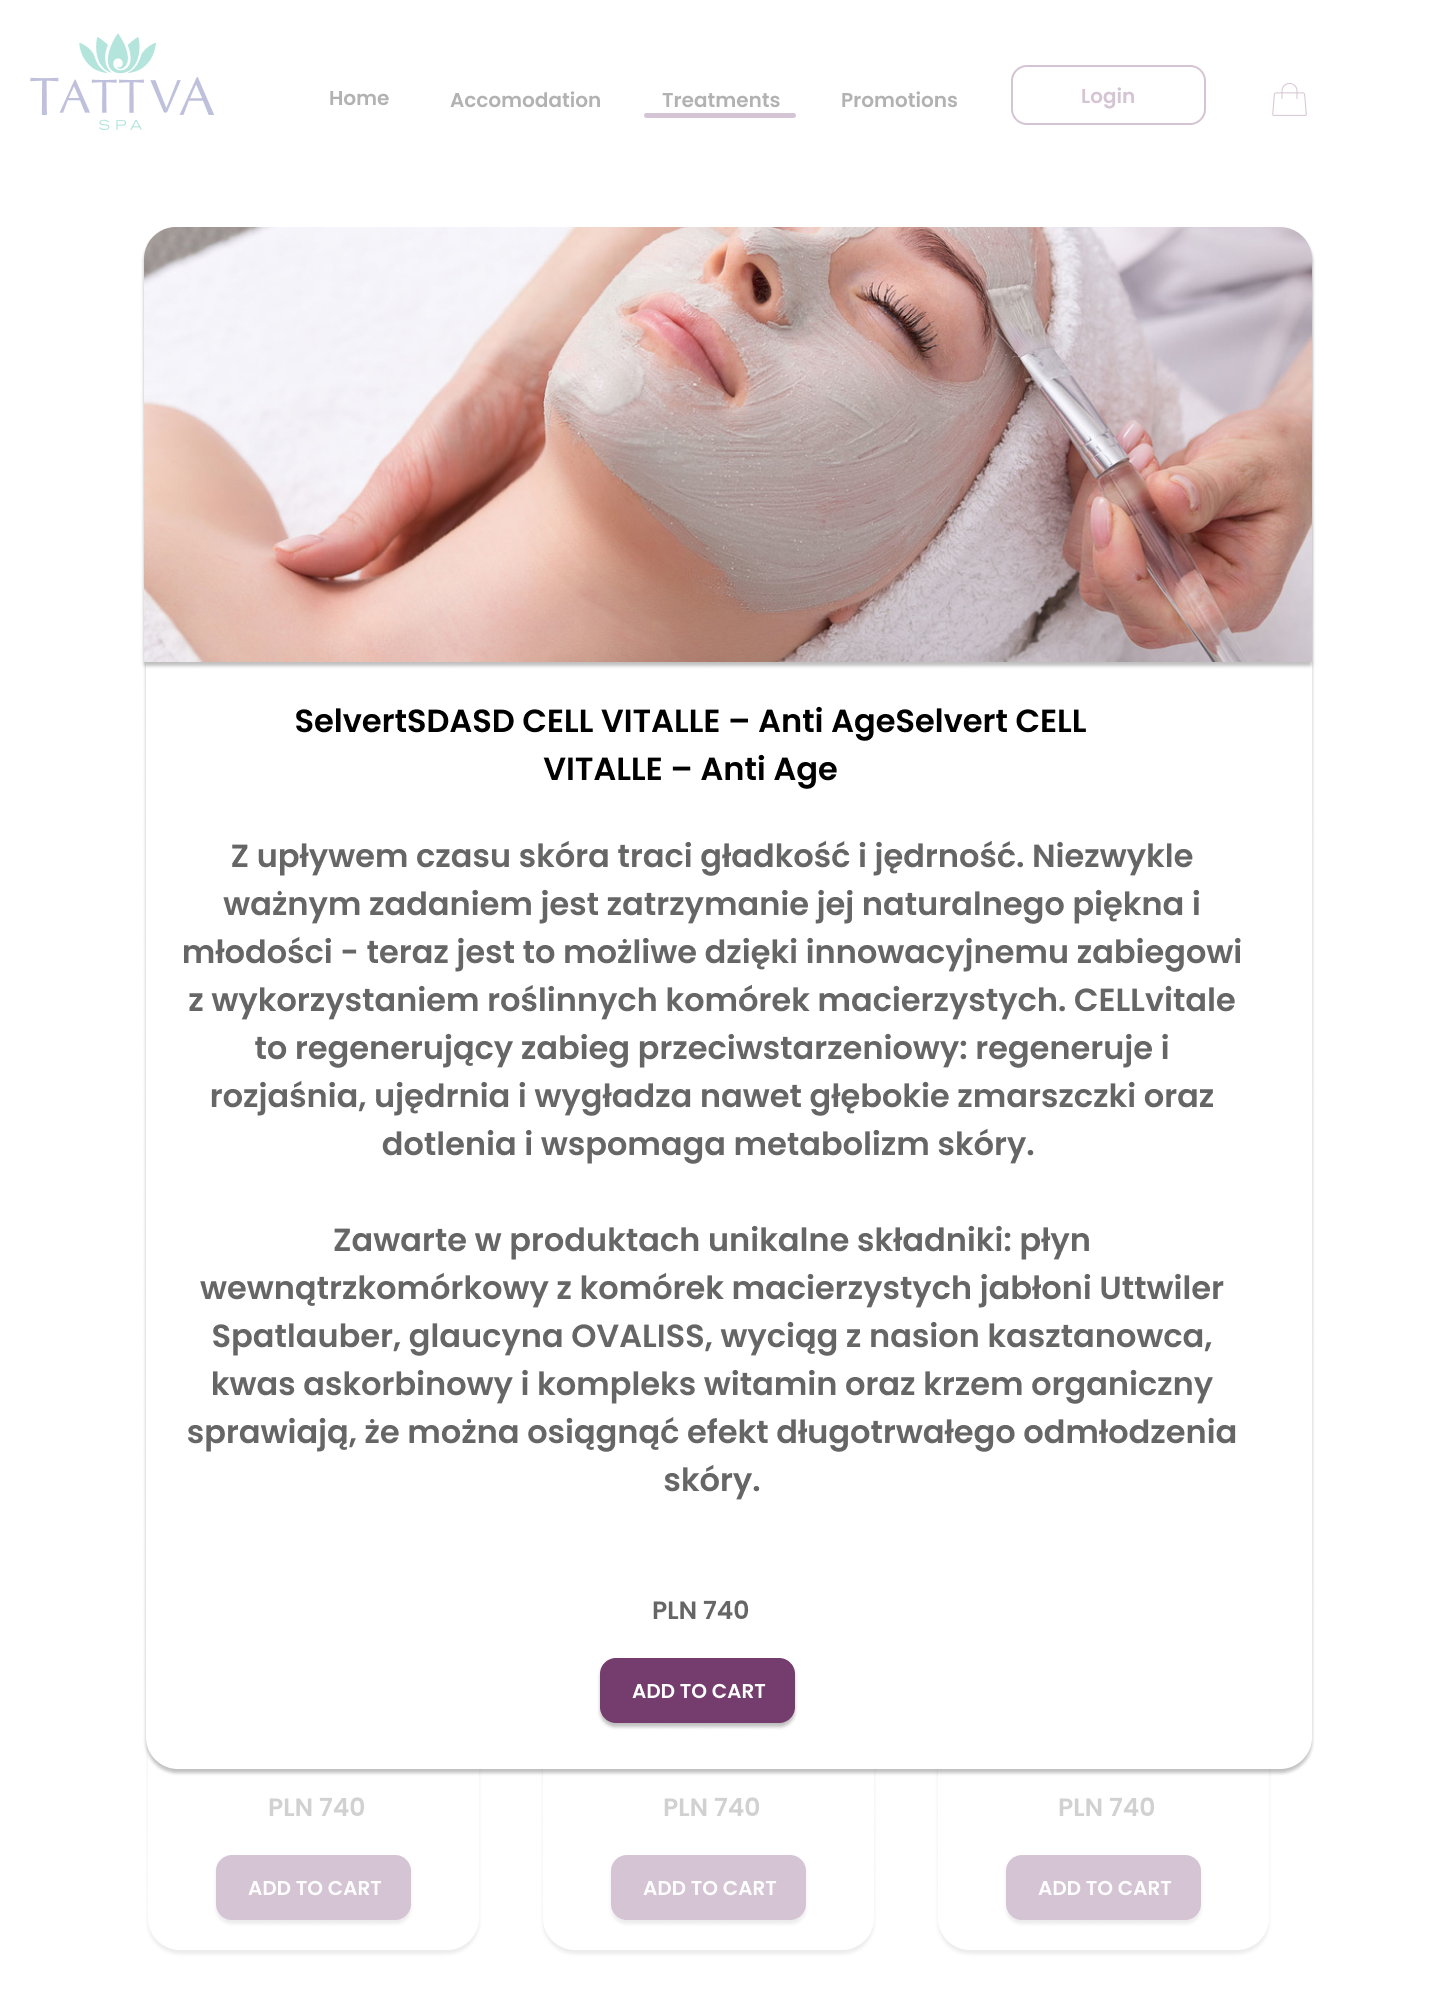 TATTVA
SPA
Home
Accomodation
Treatments
Promotions
Login
SelvertSDASD CELL VITALLE – Anti AgeSelvert CELL
VITALLE – Anti Age
Z upływem czasu skóra traci gładkość i jędrność. Niezwykle
ważnym zadaniem jest zatrzymanie jej naturalnego piękna i
młodości - teraz jest to możliwe dzięki innowacyjnemu zabiegowi
z wykorzystaniem roślinnych komórek macierzystych. CELLvitale
to regenerujący zabieg przeciwstarzeniowy: regeneruje i
rozjaśnia, ujędrnia i wygładza nawet głębokie zmarszczki oraz
dotlenia i wspomaga metabolizm skóry.
Zawarte w produktach unikalne składniki: płyn
wewnątrzkomórkowy z komórek macierzystych jabłoni Uttwiler
Spatlauber, glaucyna OVALISS, wyciąg z nasion kasztanowca,
kwas askorbinowy i kompleks witamin oraz krzem organiczny
sprawiają, że można osiągnąć efekt długotrwałego odmłodzenia
skóry.
PLN 740
ADD TO CART
PLN 740
PLN 740
PLN 740
ADD TO CART
ADD TO CART
ADD TO CART